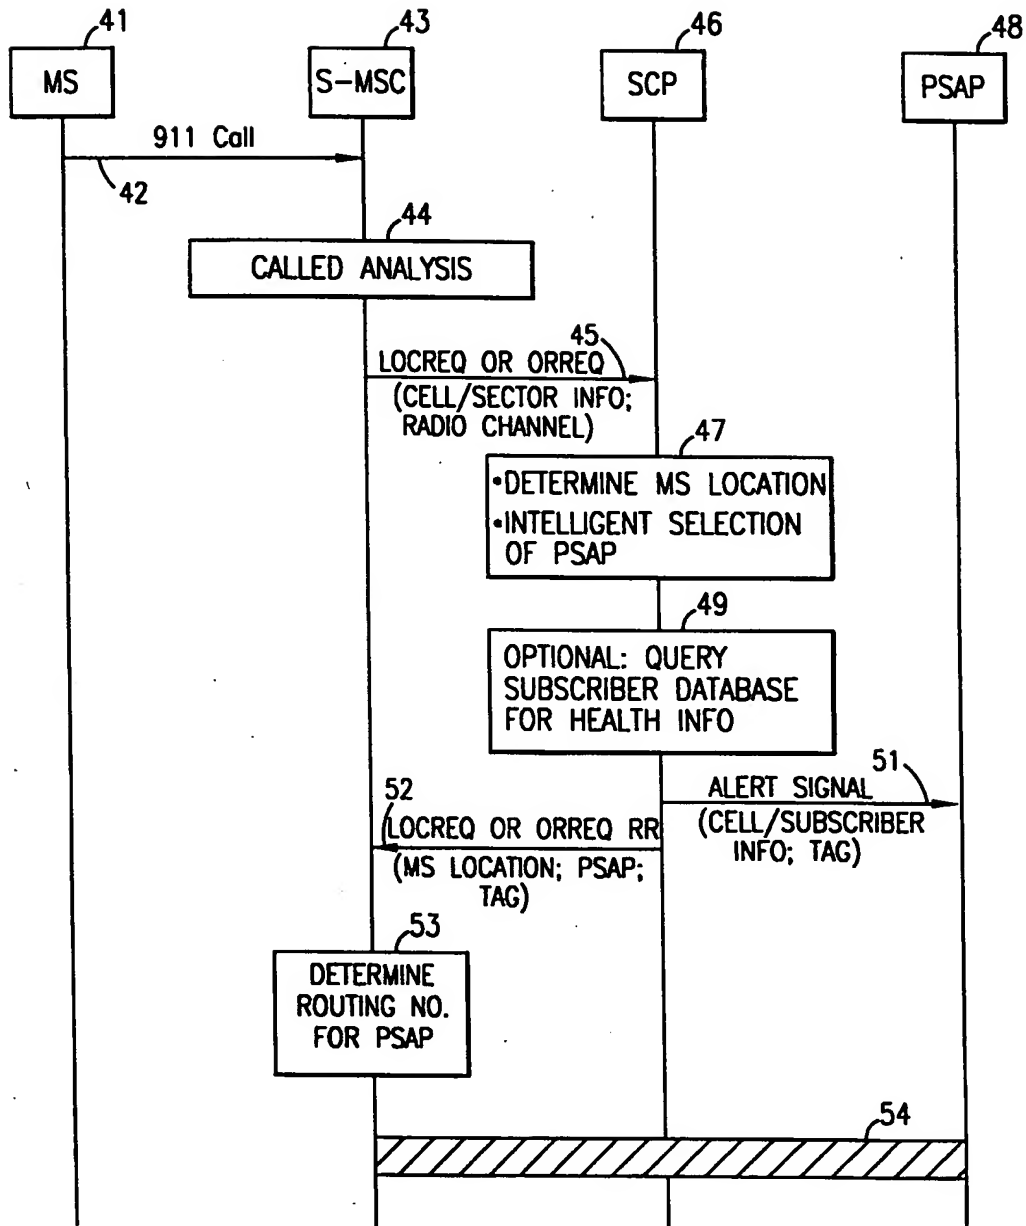 41
43
46
48
MS
S-MSC
SCP
PSAP
911 Call
42
44
CALLED ANALYSIS
45
LOCREQ OR ORREQ
(CELL/SECTOR INFO;
RADIO CHANNEL)
47
•DETERMINE MS LOCATION
•INTELLIGENT SELECTION
OF PSAP
49
OPTIONAL: QUERY
SUBSCRIBER DATABASE
FOR HEALTH INFO
51
ALERT SIGNAL
(CELL/SUBSCRIBER
INFO; TAG)
52
LOCREQ OR ORREQ RR
(MS LOCATION; PSAP;
TAG)
53
DETERMINE
ROUTING NO.
FOR PSAP
54